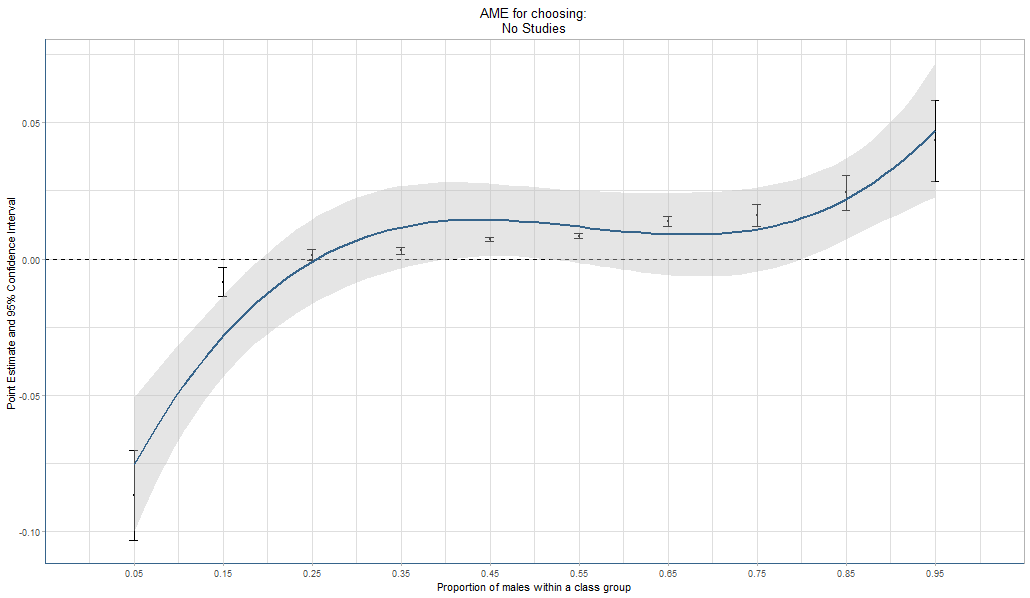 AME for choosing:
No Studies
Point Estimate and 95% Confidence Interval
0.05
0.00
-0.05
-0.10
0.05 0.15 0.25 0.35 0.45 0.55 0.65 0.75 0.85 0.95
Proportion of males within a class group